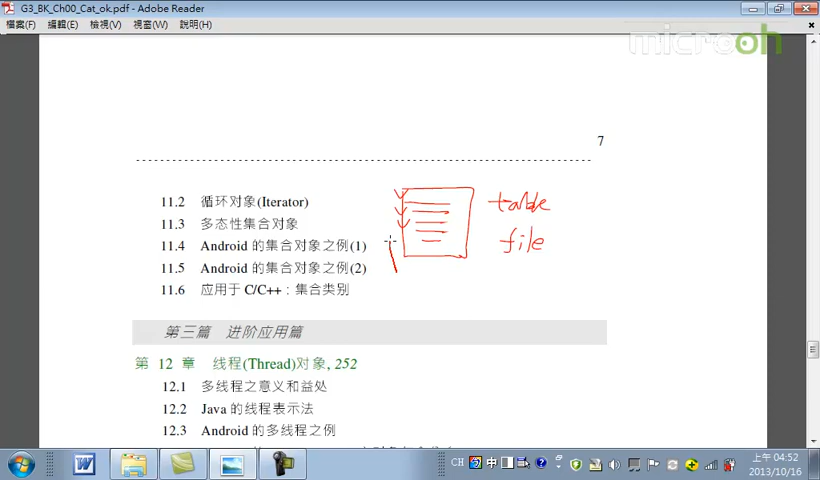 G3_BK_Ch00_Cat_ok.pdf - Adobe Reader
檔案(F) 編輯(E) 檢視(V) 視窗(W) 說明(H)
microoh
7
11.2 循环对象(Iterator)
11.3 多态性集合对象
11.4 Android 的集合对象之例(1)
11.5 Android 的集合对象之例(2)
11.6 应用于 C/C++：集合类别
table
file
第三篇 进阶应用篇
第 12 章 线程(Thread)对象, 252
12.1 多线程之意义和益处
12.2 Java 的线程表示法
12.3 Android 的多线程之例
CH 中
上午 04:52
2013/10/16